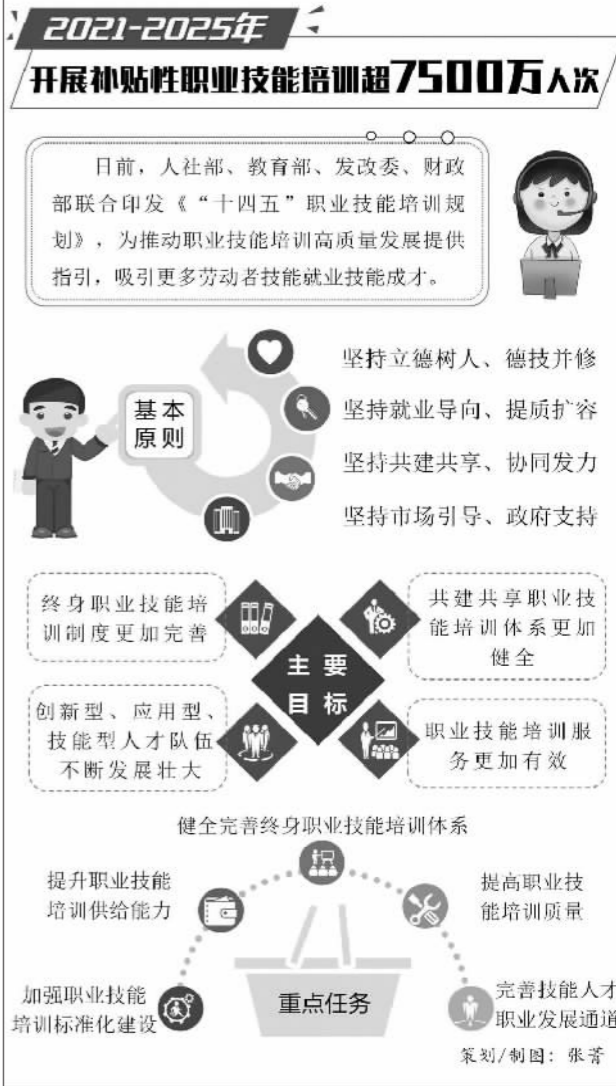 2021-2025年
开展补贴性职业技能培训超7500万人次
日前，人社部、教育部、发改委、财政
部联合印发《“十四五”职业技能培训规
划》，为推动职业技能培训高质量发展提供
指引，吸引更多劳动者技能就业技能成才。
基本
原则
坚持立德树人、德技并修
坚持就业导向、提质扩容
坚持共建共享、协同发力
坚持市场引导、政府支持
主要
目标
终身职业技能培
训制度更加完善
共建共享职业技
能培训体系更加
健全
创新型、应用型、
技能型人才队伍
不断发展壮大
职业技能培训服
务更加有效
健全完善终身职业技能培训体系
提升职业技能
培训供给能力
提高职业技
能培训质量
加强职业技能
培训标准化建设
重点任务
完善技能人才
职业发展通道
策划/制图：张菁